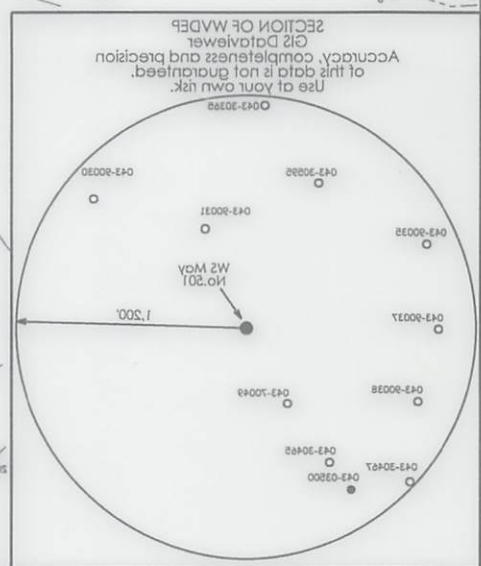 SECTION OF WVDEP
GIS Dataviewer
Accuracy, completeness and precision
of this data is not guaranteed.
Use at your own risk.
043-30365
043-30595
043-90030
043-90031
043-90035
WS May
No.501
1,200'
043-90037
043-90038
043-70049
043-30465
043-30467
043-03500